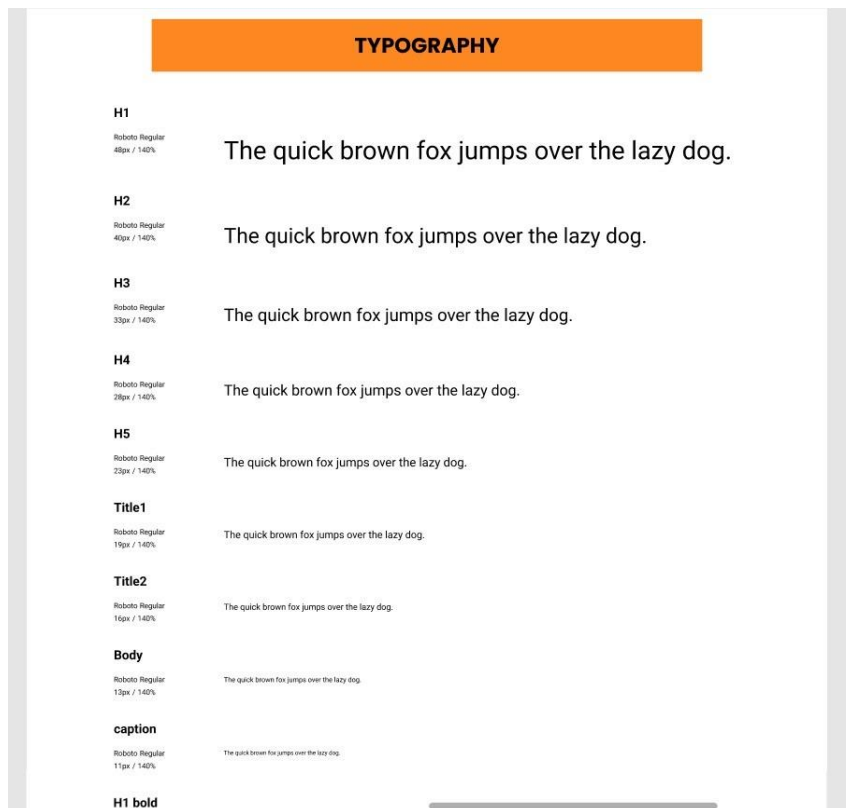 TYPOGRAPHY
H1
Roboto Regular
48px / 140%
The quick brown fox jumps over the lazy dog.
H2
Roboto Regular
40px / 140%
The quick brown fox jumps over the lazy dog.
H3
Roboto Regular
33px / 140%
The quick brown fox jumps over the lazy dog.
H4
Roboto Regular
28px / 140%
The quick brown fox jumps over the lazy dog.
H5
Roboto Regular
23px / 140%
The quick brown fox jumps over the lazy dog.
Title1
Roboto Regular
19px / 140%
The quick brown fox jumps over the lazy dog.
Title2
Roboto Regular
16px / 140%
The quick brown fox jumps over the lazy dog.
Body
Roboto Regular
13px / 140%
The quick brown fox jumps over the lazy dog.
caption
Roboto Regular
11px / 140%
The quick brown fox jumps over the lazy dog.
H1 bold